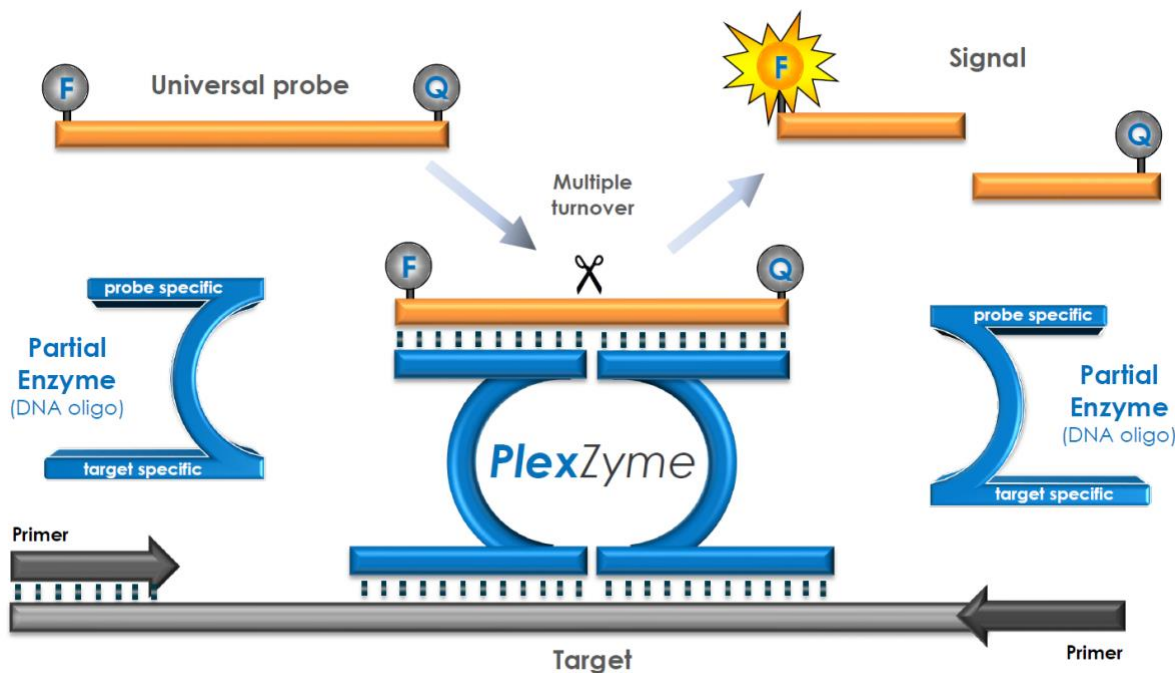 F
Universal probe
Q
F
Signal
Q
Multiple
turnover
F
Q
probe specific
Partial
Enzyme
(DNA oligo)
target specific
PlexZyme
probe specific
Partial
Enzyme
(DNA oligo)
target specific
Primer
Target
Primer